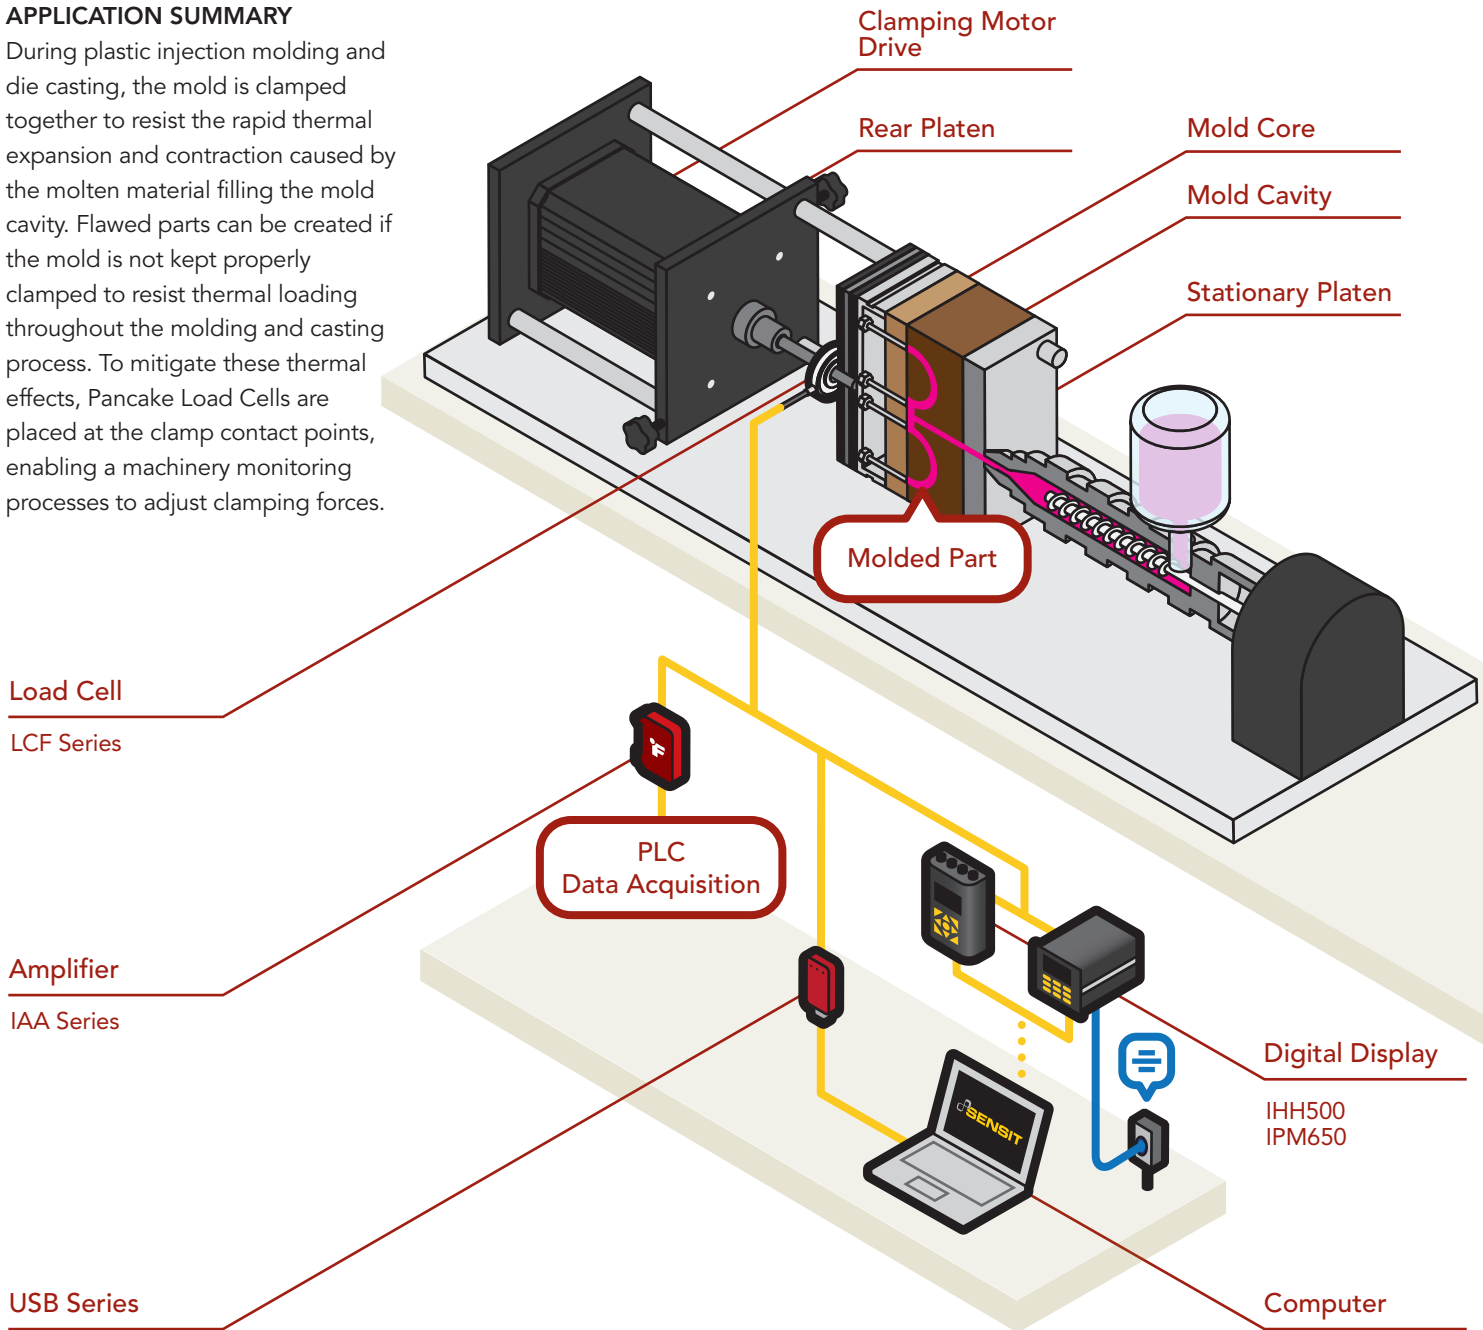 APPLICATION SUMMARY
During plastic injection molding and
die casting, the mold is clamped
together to resist the rapid thermal
expansion and contraction caused by
the molten material filling the mold
cavity. Flawed parts can be created if
the mold is not kept properly
clamped to resist thermal loading
throughout the molding and casting
process. To mitigate these thermal
effects, Pancake Load Cells are
placed at the clamp contact points,
enabling a machinery monitoring
processes to adjust clamping forces.
Clamping Motor
Drive
Rear Platen
Mold Core
Mold Cavity
Stationary Platen
Molded Part
Load Cell
LCF Series
PLC
Data Acquisition
Amplifier
IAA Series
Digital Display
IHH500
IPM650
SENSIT
USB Series
Computer